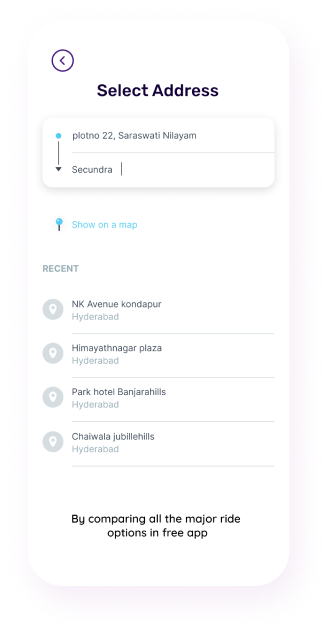 Select Address
plotno 22, Saraswati Nilayam
Secundra
Show on a map
RECENT
NK Avenue kondapur
Hyderabad
Himayathnagar plaza
Hyderabad
Park hotel Banjarahills
Hyderabad
Chaiwala jubillehills
Hyderabad
By comparing all the major ride
options in free app